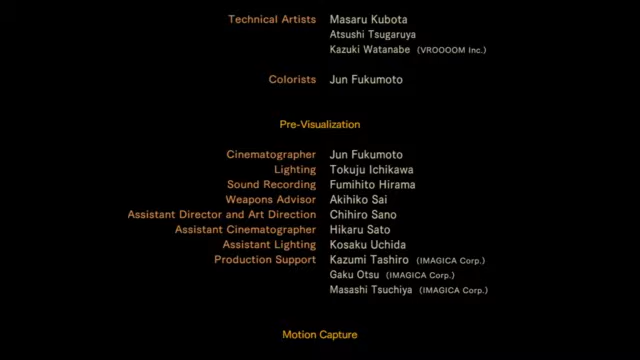 Technical Artists Masaru Kubota
Atsushi Tsugaruya
Kazuki Watanabe (VROOOOM Inc.)
Colorists Jun Fukumoto
Pre-Visualization
Cinematographer Jun Fukumoto
Lighting Tokuju Ichikawa
Sound Recording Fumihito Hirama
Weapons Advisor Akihiko Sai
Assistant Director and Art Direction Chihiro Sano
Assistant Cinematographer Hikaru Sato
Assistant Lighting Kosaku Uchida
Production Support Kazumi Tashiro (IMAGICA Corp.)
Gaku Otsu (IMAGICA Corp.)
Masashi Tsuchiya (IMAGICA Corp.)
Motion Capture